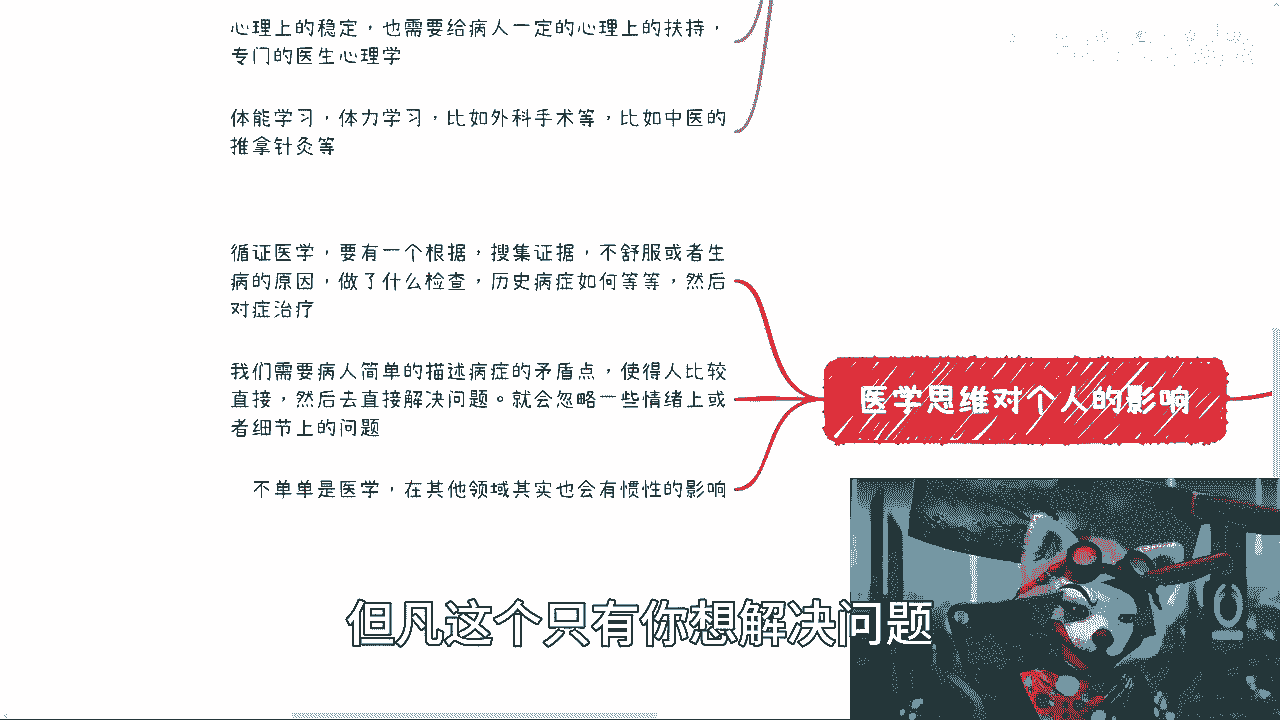 心理上的稳定，也需要给病人一定的心理上的扶持，
专门的医生心理学
体能学习，体力学习，比如外科手术等，比如中医的
推拿针灸等
循证医学，要有一个根据，搜集证据，不舒服或者生
病的原因，做了什么检查，历史病症如何等等，然后
对症治疗
我们需要病人简单的描述病症的矛盾点，使得人比较
直接，然后去直接解决问题。就会忽略一些情绪上或
者细节上的问题
不单单是医学，在其他领域其实也会有惯性的影响
医学思维对个人的影响
但凡这个只有你想解决问题